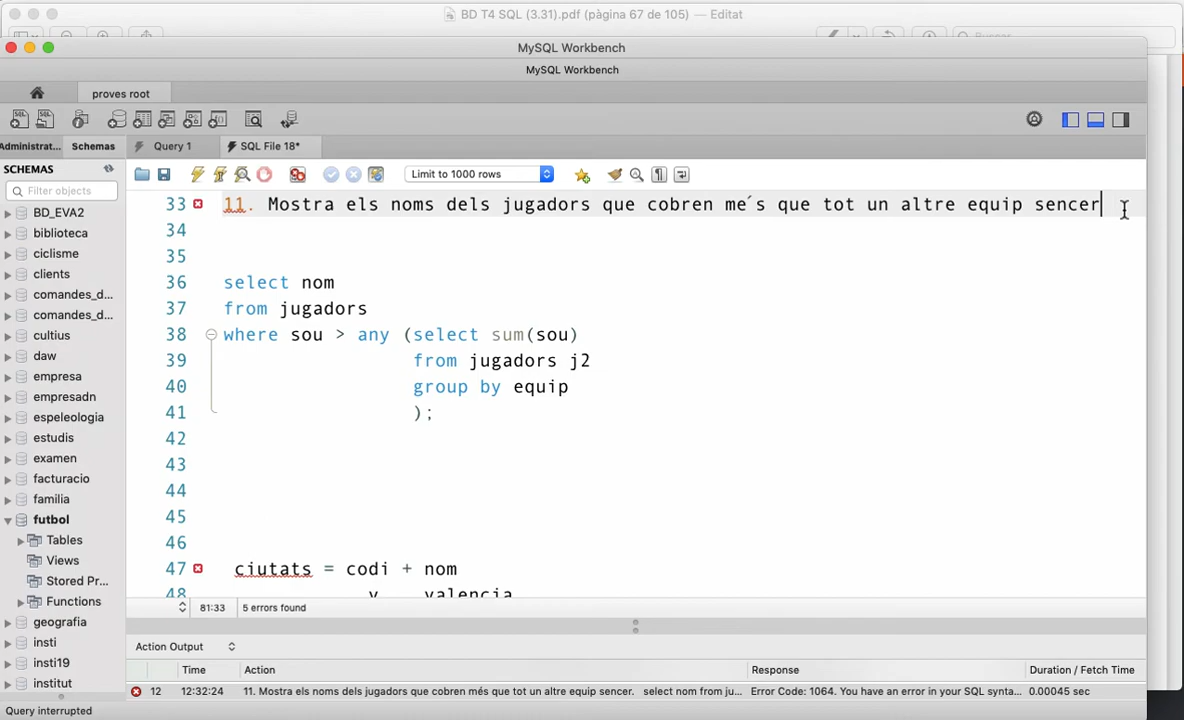 BD T4 SQL (3.31).pdf (pàgina 67 de 105) — Editat
Buscar
MySQL Workbench
MySQL Workbench
proves root
Administrat... Schemas Query 1 SQL File 18*
SCHEMAS
Limit to 1000 rows
Filter objects
BD_EVA2
biblioteca
ciclisme
clients
comandes_d...
comandes_d...
cultius
daw
empresa
empresadn
espeleologia
estudis
examen
facturacio
familia
futbol
Tables
Views
Stored Pr...
Functions
geografia
insti
insti19
institut
33 11. Mostra els noms dels jugadors que cobren me´s que tot un altre equip sencer
34
35
36 select nom
37 from jugadors
38 where sou > any (select sum(sou)
39 from jugadors j2
40 group by equip
41 );
42
43
44
45
46
47 ciutats = codi + nom
48 v valencia
81:33 5 errors found
Action Output
Time Action Response Duration / Fetch Time
12 12:32:24 11. Mostra els noms dels jugadors que cobren més que tot un altre equip sencer. select nom from ju... Error Code: 1064. You have an error in your SQL synta... 0.00045 sec
Query interrupted